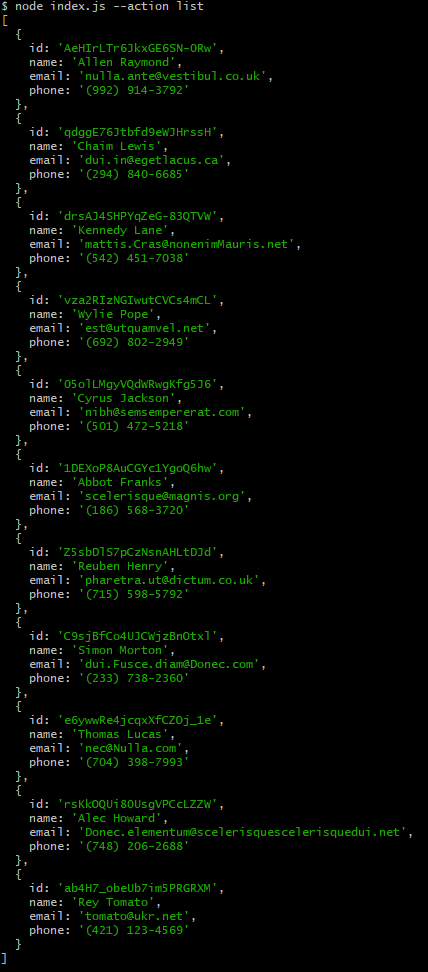 $ node index.js --action list
[
  {
    id: 'AeHIrLTr6JkxGE6SN-0Rw',
    name: 'Allen Raymond',
    email: 'nulla.ante@vestibul.co.uk',
    phone: '(992) 914-3792'
  },
  {
    id: 'qdggE76Jtbfd9eWJHrssH',
    name: 'Chaim Lewis',
    email: 'dui.in@egetlacus.ca',
    phone: '(294) 840-6685'
  },
  {
    id: 'drsAJ4SHPYqZeG-83QTVW',
    name: 'Kennedy Lane',
    email: 'mattis.Cras@nonenimMauris.net',
    phone: '(542) 451-7038'
  },
  {
    id: 'vza2RIzNGIwutCVCs4mCL',
    name: 'Wylie Pope',
    email: 'est@utquamvel.net',
    phone: '(692) 802-2949'
  },
  {
    id: '05olLMgyVQdWRwgKfg5J6',
    name: 'Cyrus Jackson',
    email: 'nibh@semsempererat.com',
    phone: '(501) 472-5218'
  },
  {
    id: '1DEXoP8AuCGYc1YgoQ6hw',
    name: 'Abbot Franks',
    email: 'scelerisque@magnis.org',
    phone: '(186) 568-3720'
  },
  {
    id: 'Z5sbDlS7pCzNsnAHLtDJd',
    name: 'Reuben Henry',
    email: 'pharetra.ut@dictum.co.uk',
    phone: '(715) 598-5792'
  },
  {
    id: 'C9sjBfCo4UJCWjzBnOtxl',
    name: 'Simon Morton',
    email: 'dui.Fusce.diam@Donec.com',
    phone: '(233) 738-2360'
  },
  {
    id: 'e6ywwRe4jcqxXfCZOj_1e',
    name: 'Thomas Lucas',
    email: 'nec@Nulla.com',
    phone: '(704) 398-7993'
  },
  {
    id: 'rsKkOQUi80UsgVPCcLZZW',
    name: 'Alec Howard',
    email: 'Donec.elementum@scelerisquescelerisquedui.net',
    phone: '(748) 206-2688'
  },
  {
    id: 'ab4H7_obeUb7im5PRGRXM',
    name: 'Rey Tomato',
    email: 'tomato@ukr.net',
    phone: '(421) 123-4569'
  }
]